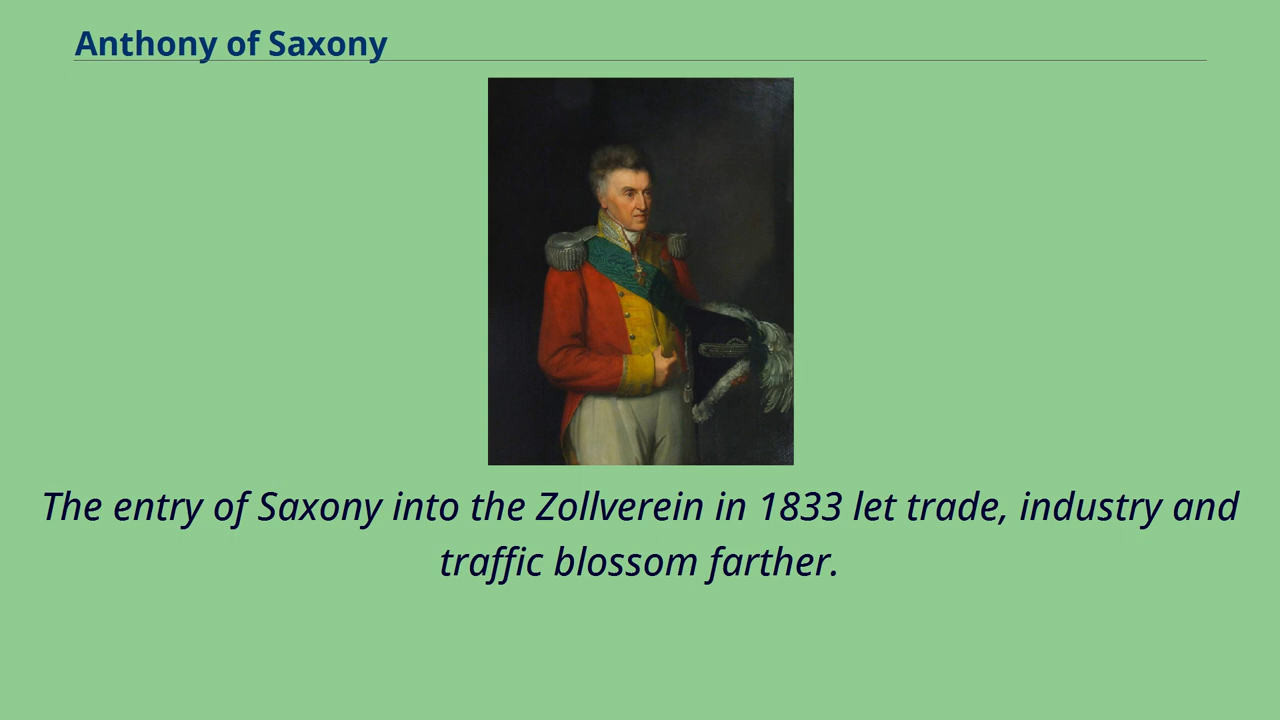 Anthony of Saxony
The entry of Saxony into the Zollverein in 1833 let trade, industry and
traffic blossom farther.